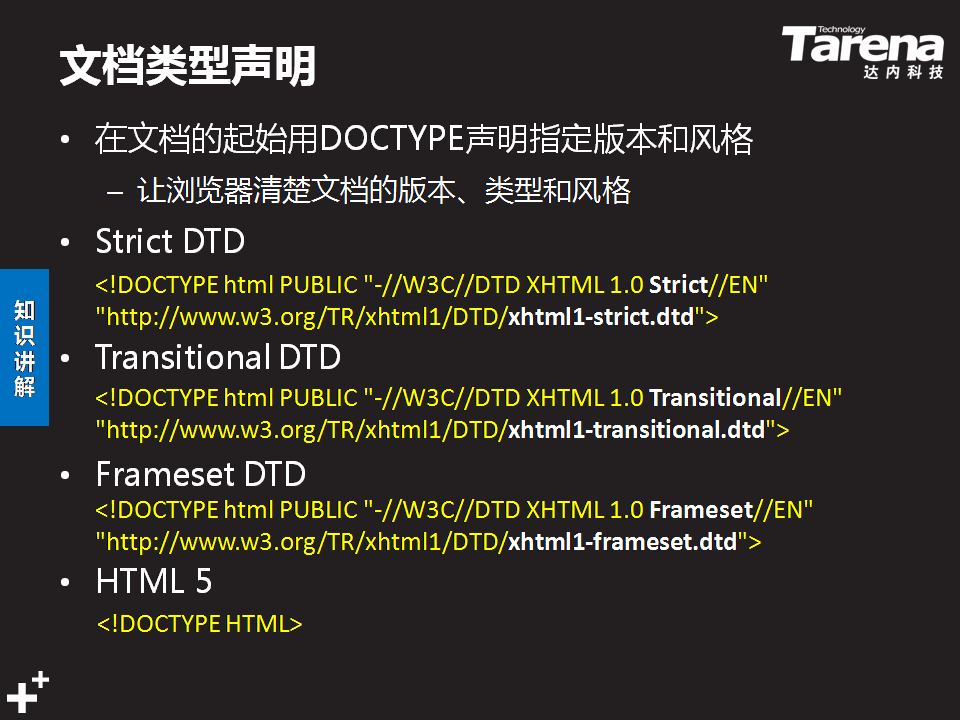 文档类型声明
Technology
Tarena
达内科技
• 在文档的起始用DOCTYPE声明指定版本和风格
– 让浏览器清楚文档的版本、类型和风格
• Strict DTD
<!DOCTYPE html PUBLIC "-//W3C//DTD XHTML 1.0 Strict//EN"
"http://www.w3.org/TR/xhtml1/DTD/xhtml1-strict.dtd">
知识讲解
• Transitional DTD
<!DOCTYPE html PUBLIC "-//W3C//DTD XHTML 1.0 Transitional//EN"
"http://www.w3.org/TR/xhtml1/DTD/xhtml1-transitional.dtd">
• Frameset DTD
<!DOCTYPE html PUBLIC "-//W3C//DTD XHTML 1.0 Frameset//EN"
"http://www.w3.org/TR/xhtml1/DTD/xhtml1-frameset.dtd">
• HTML 5
<!DOCTYPE HTML>